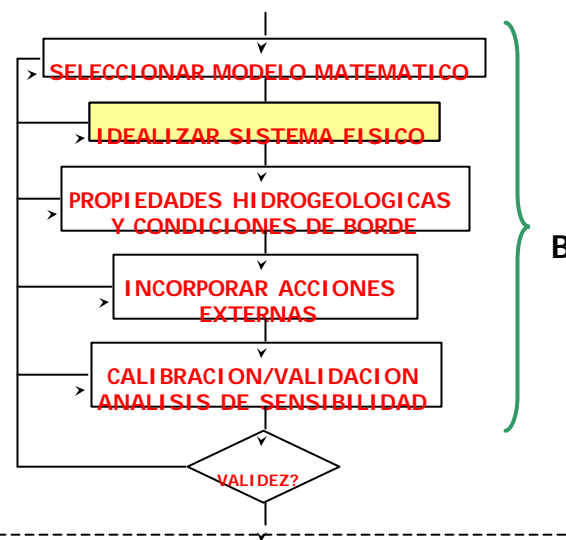 SELECCIONAR MODELO MATEMATICO
IDEALIZAR SISTEMA FISICO
PROPIEDADES HIDROGEOLOGICAS
Y CONDICIONES DE BORDE
B
INCORPORAR ACCIONES
EXTERNAS
CALIBRACION/VALIDACION
ANALISIS DE SENSIBILIDAD
VALIDEZ?